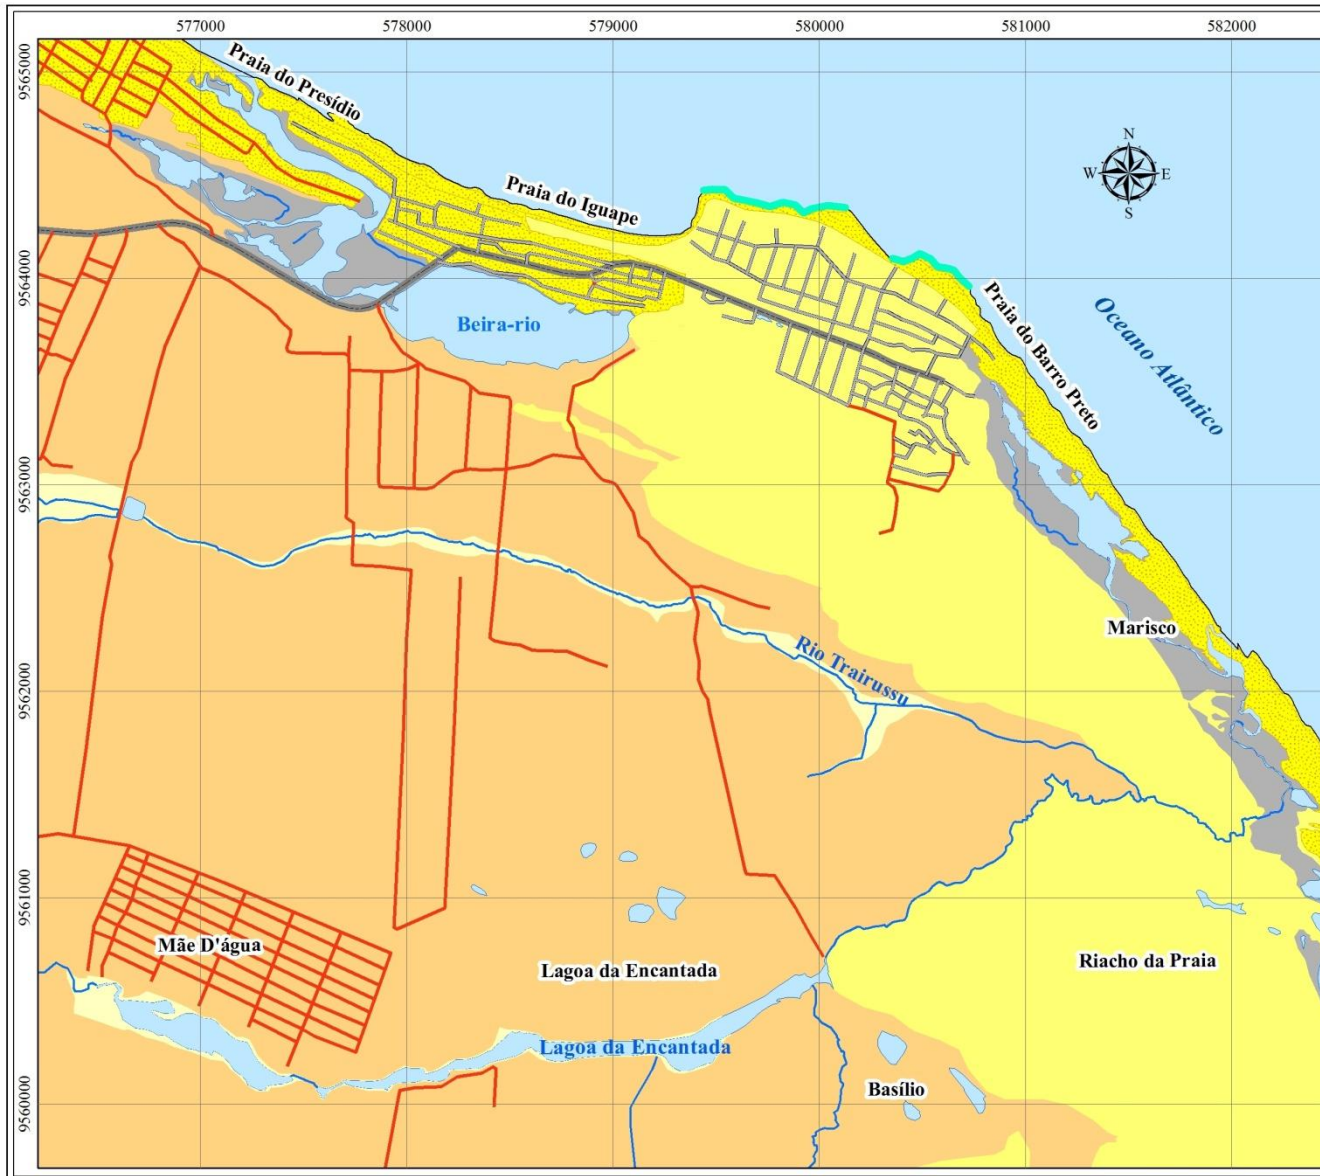 577000
578000
579000
580000
581000
582000
9565000
9564000
9563000
9562000
9561000
9560000
Praia do Presídio
Praia do Iguape
N
W
E
S
Praia do Barro Preto
Oceano Atlântico
Beira-rio
Marisco
Rio Trairussu
Mãe D'água
Lagoa da Encantada
Riacho da Praia
Lagoa da Encantada
Basílio